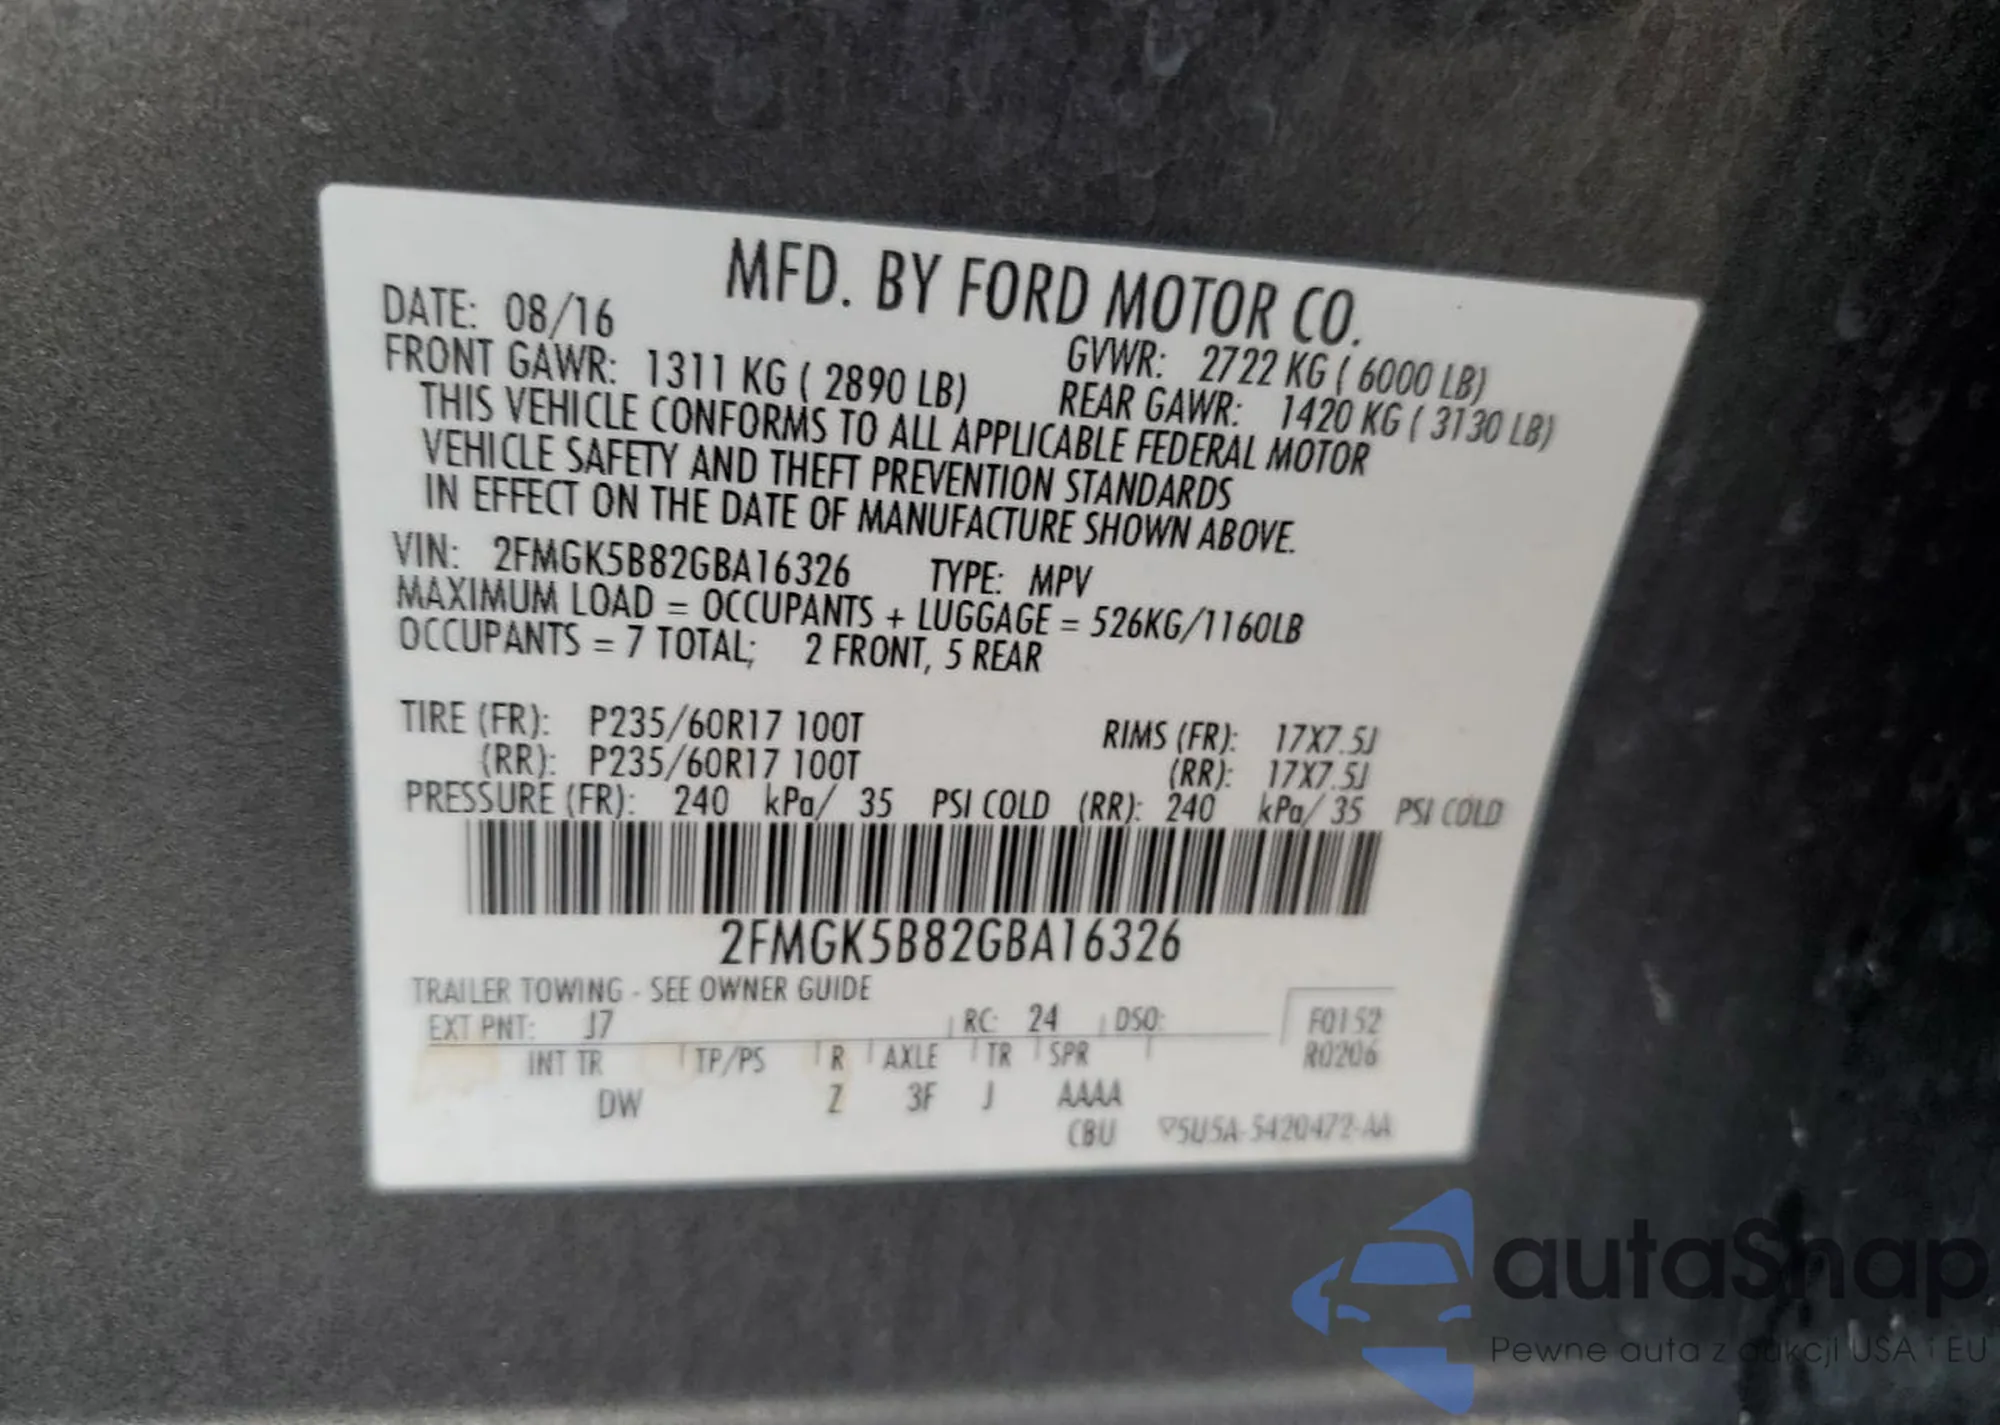 MFD. BY FORD MOTOR CO.
DATE: 08/16
GVWR: 2722 KG ( 6000 LB)
FRONT GAWR: 1311 KG ( 2890 LB)
REAR GAWR: 1420 KG ( 3130 LB)
THIS VEHICLE CONFORMS TO ALL APPLICABLE FEDERAL MOTOR
VEHICLE SAFETY AND THEFT PREVENTION STANDARDS
IN EFFECT ON THE DATE OF MANUFACTURE SHOWN ABOVE.
VIN: 2FMGK5B82GBA16326 TYPE: MPV
MAXIMUM LOAD = OCCUPANTS + LUGGAGE = 526KG/1160LB
OCCUPANTS = 7 TOTAL; 2 FRONT, 5 REAR
TIRE (FR): P235/60R17 100T RIMS (FR): 17X7.5J
(RR): P235/60R17 100T (RR): 17X7.5J
PRESSURE (FR): 240 kPa/ 35 PSI COLD (RR): 240 kPa/ 35 PSI COLD
2FMGK5B82GBA16326
TRAILER TOWING - SEE OWNER GUIDE
EXT PNT: J7 RC: 24 DSO: F0152
INT TR TP/PS R AXLE TR SPR R0206
DW Z 3F J AAAA
CBU ▽5U5A-5420472-AA
autaSnap
Pewne auta z aukcji USA i EU